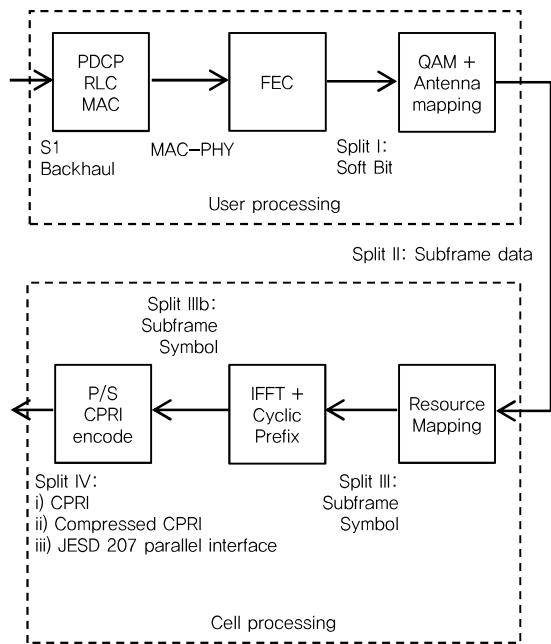 PDCP
RLC
MAC
FEC
QAM +
Antenna
mapping
S1
Backhaul
MAC-PHY
Split I:
Soft Bit
User processing
Split II: Subframe data
Split IIIb:
Subframe
Symbol
P/S
CPRI
encode
IFFT +
Cyclic
Prefix
Resource
Mapping
Split IV:
i) CPRI
ii) Compressed CPRI
iii) JESD 207 parallel interface
Split III:
Subframe
Symbol
Cell processing